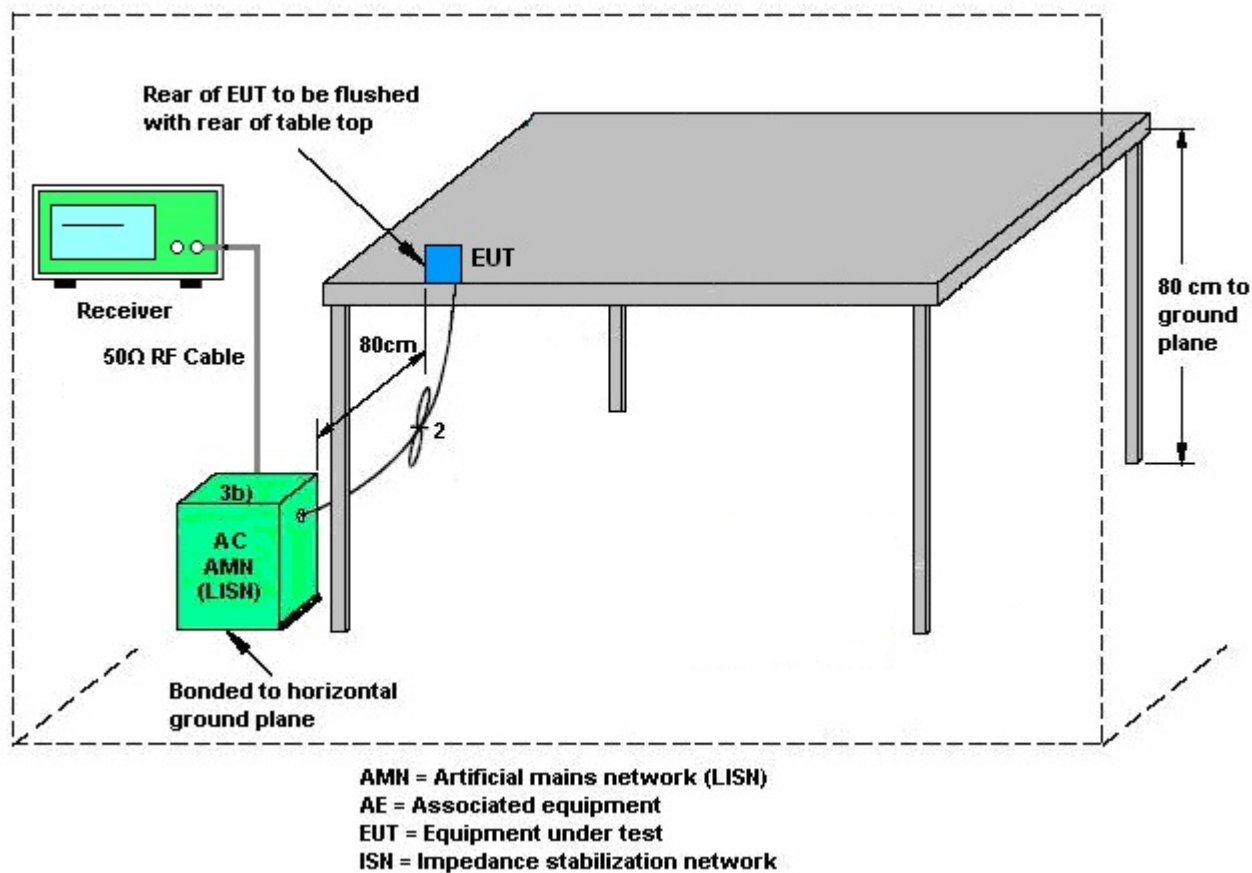 Rear of EUT to be flushed
with rear of table top
EUT
Receiver
50Ω RF Cable
80cm
80 cm to
ground
plane
2
3b)
AC
AMN
(LISN)
Bonded to horizontal
ground plane
AMN = Artificial mains network (LISN)
AE = Associated equipment
EUT = Equipment under test
ISN = Impedance stabilization network